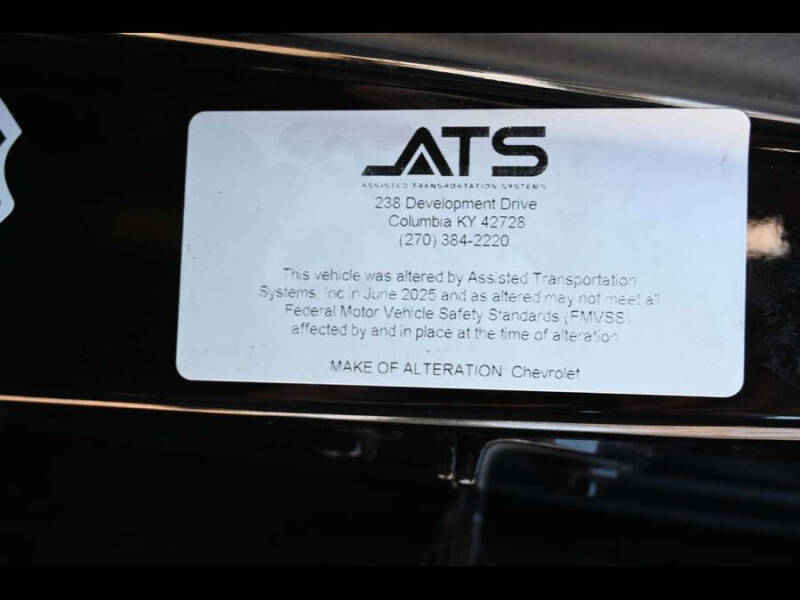 ATS
ASSISTED TRANSPORTATION SYSTEMS
238 Development Drive
Columbia KY 42728
(270) 384-2220
This vehicle was altered by Assisted Transportation
Systems, Inc in June 2025 and as altered may not meet all
Federal Motor Vehicle Safety Standards (FMVSS)
affected by and in place at the time of alteration
MAKE OF ALTERATION: Chevrolet